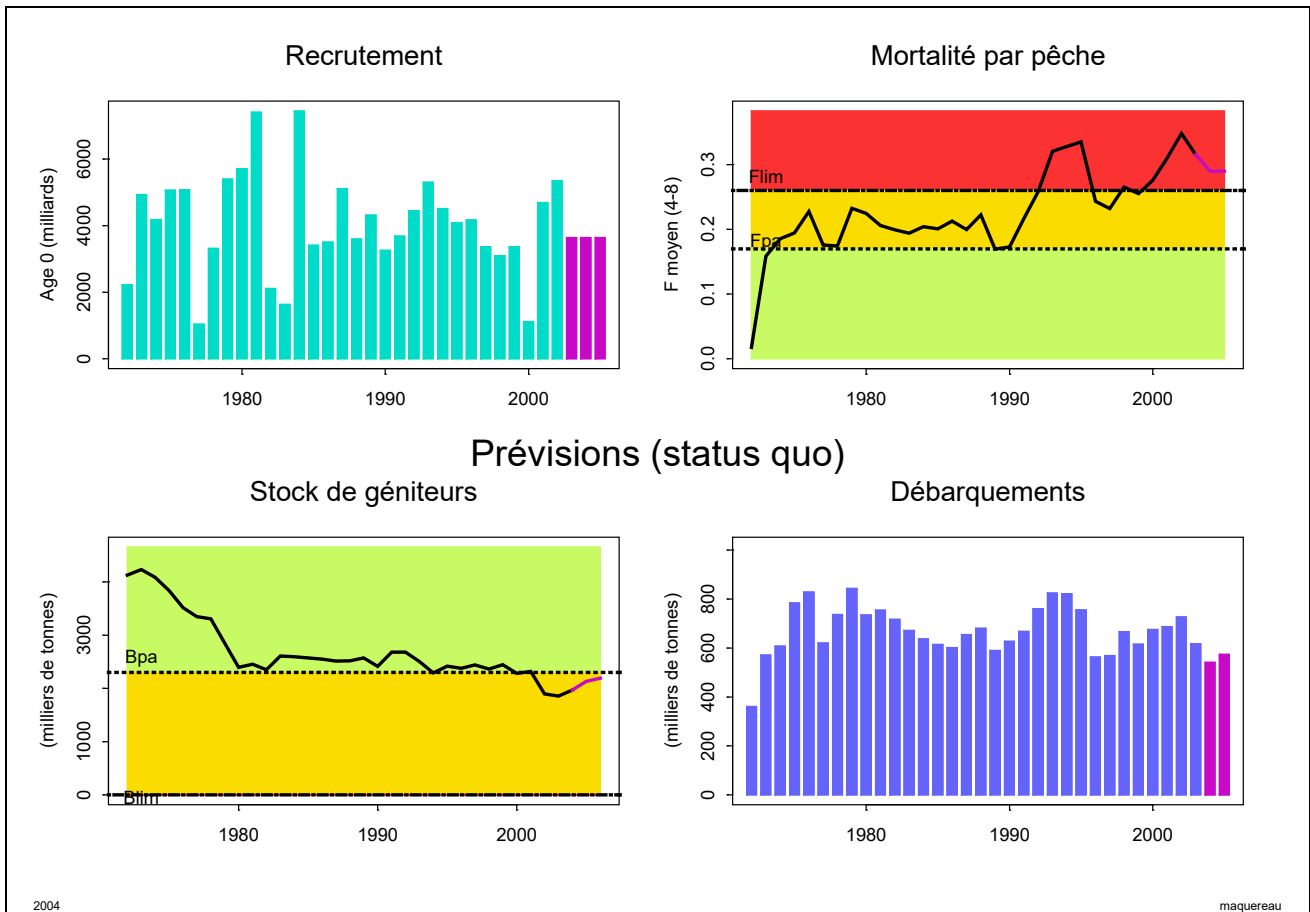 Recrutement
Age 0 (milliards)
6000
4000
2000
0
1980
1990
2000
Mortalité par pêche
F moyen (4-8)
0.3
0.2
0.1
0.0
Flim
Fpa
1980
1990
2000
Prévisions (status quo)
Stock de géniteurs
(milliers de tonnes)
3000
1000
0
Bpa
Blim
1980
1990
2000
Débarquements
(milliers de tonnes)
800
600
400
200
0
1980
1990
2000
2004
maquereau